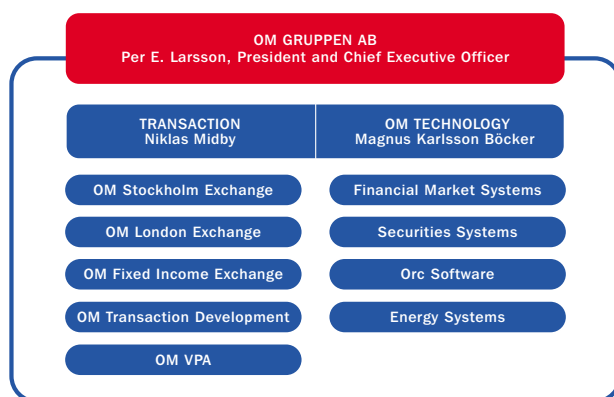 OM GRUPPEN AB
Per E. Larsson, President and Chief Executive Officer
TRANSACTION
Niklas Midby
OM TECHNOLOGY
Magnus Karlsson Böcker
OM Stockholm Exchange
OM London Exchange
OM Fixed Income Exchange
OM Transaction Development
OM VPA
Financial Market Systems
Securities Systems
Orc Software
Energy Systems